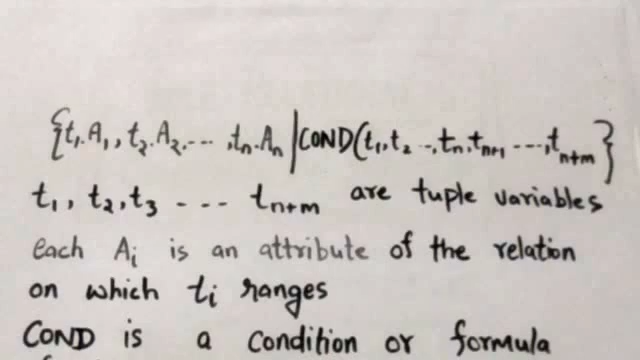 {t₁.A₁, t₂.A₂, ---- ,tₙ.Aₙ |COND(t₁,t₂ --,tₙ,tₙ₊₁ ----,tₙ₊ₘ}
t₁, t₂, t₃ - --- tₙ₊ₘ are tuple variables
each Aᵢ is an attribute of the relation
on which tᵢ ranges
COND is a condition or formula